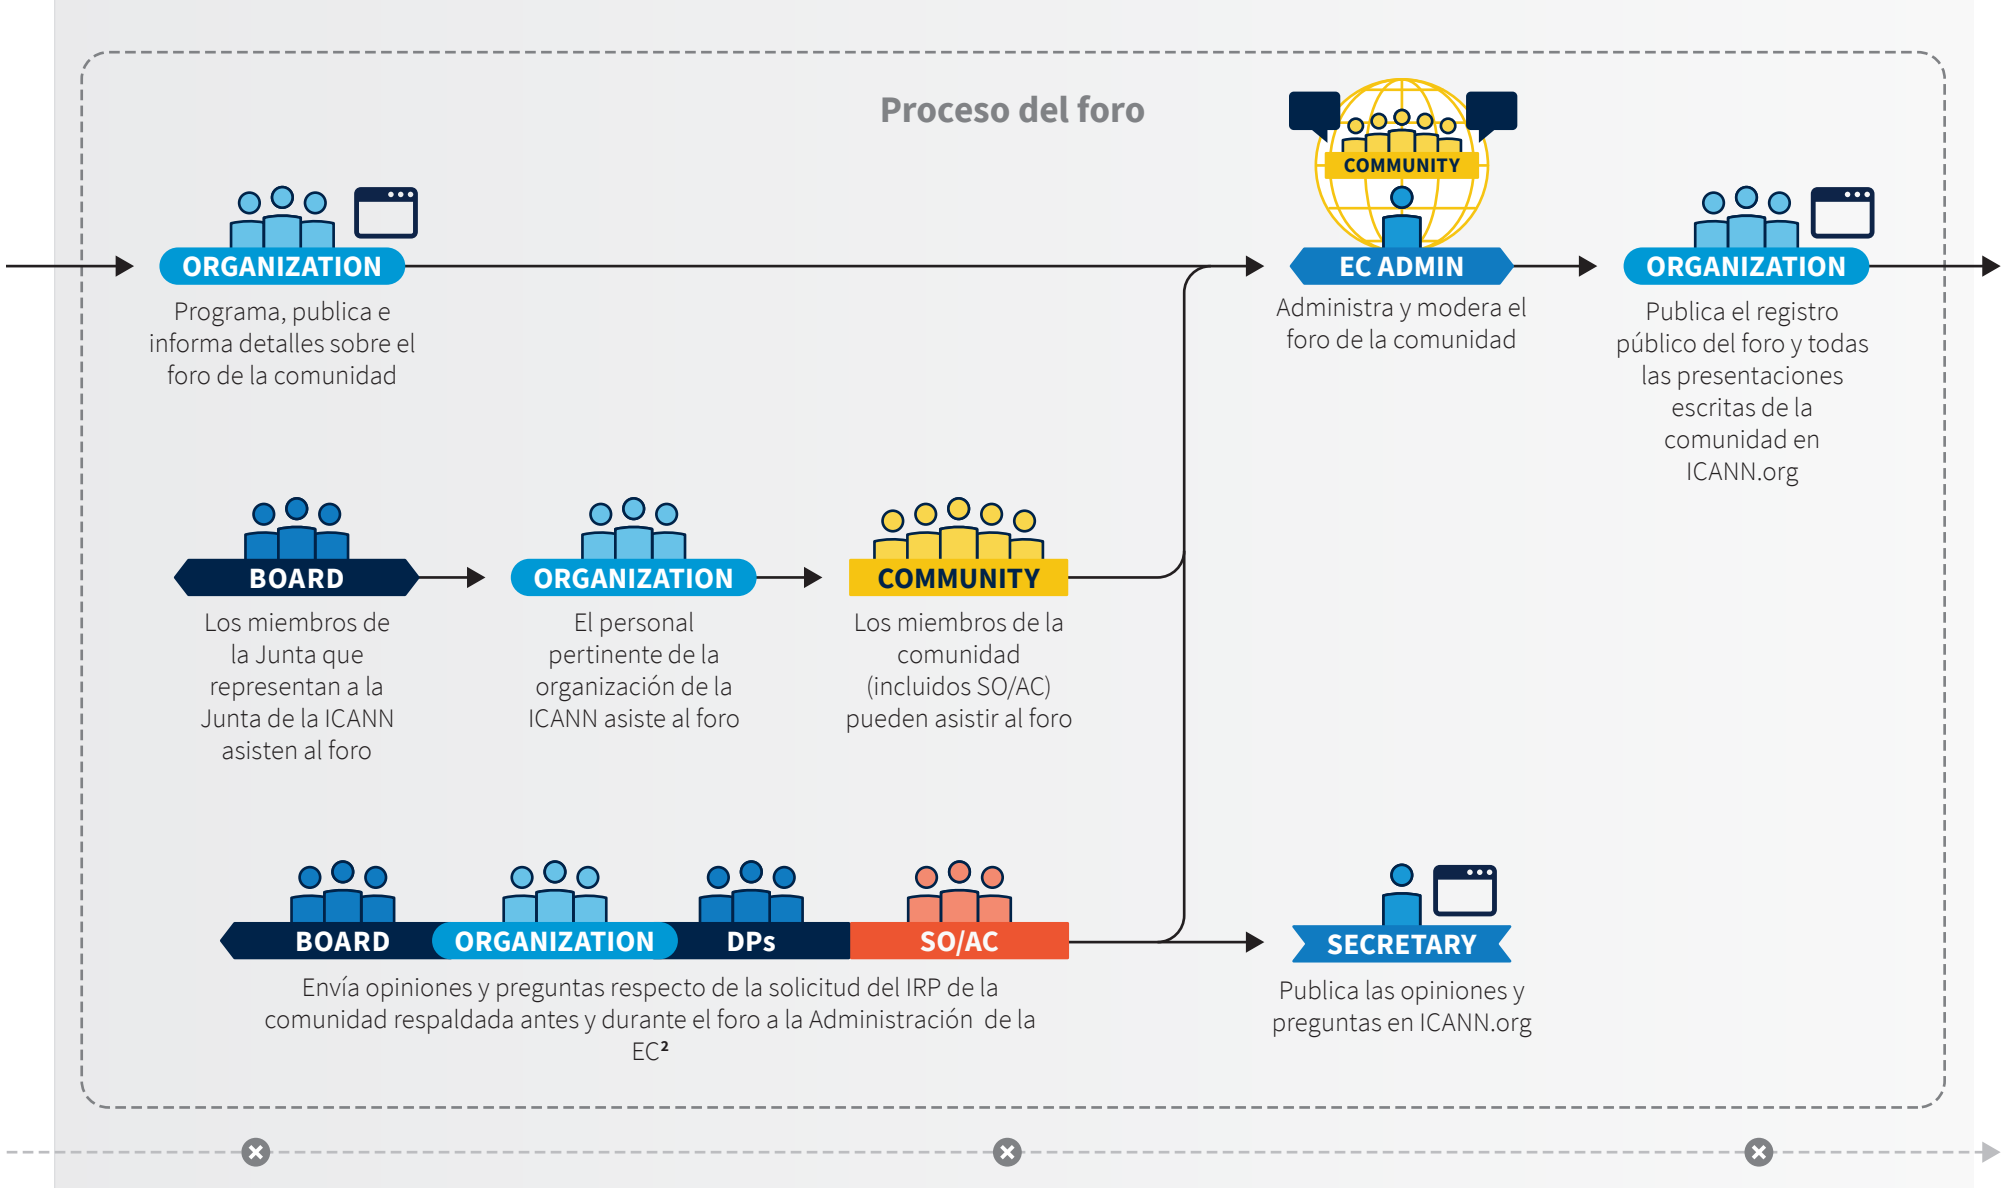 Proceso del foro
COMMUNITY
ORGANIZATION
EC ADMIN
ORGANIZATION
Programa, publica e
informa detalles sobre el
foro de la comunidad
Administra y modera el
foro de la comunidad
Publica el registro
público del foro y todas
las presentaciones
escritas de la
comunidad en
ICANN.org
BOARD
ORGANIZATION
COMMUNITY
Los miembros de
la Junta que
representan a la
Junta de la ICANN
asisten al foro
El personal
pertinente de la
organización de la
ICANN asiste al foro
Los miembros de la
comunidad
(incluidos SO/AC)
pueden asistir al foro
BOARD
ORGANIZATION
DPs
SO/AC
SECRETARY
Envía opiniones y preguntas respecto de la solicitud del IRP de la
comunidad respaldada antes y durante el foro a la Administración de la
EC²
Publica las opiniones y
preguntas en ICANN.org